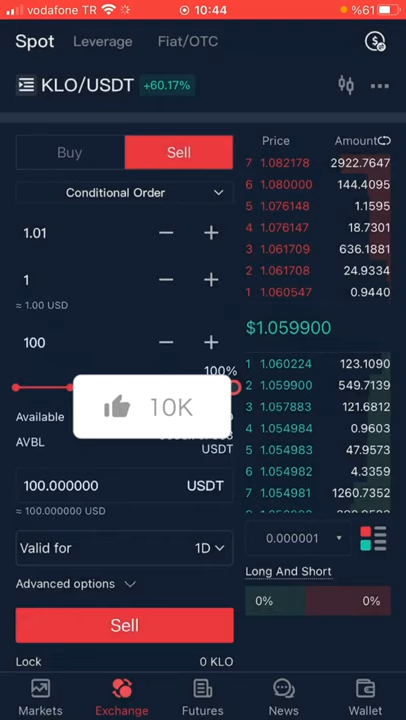 vodafone TR 10:44 %61
Spot Leverage Fiat/OTC
KLO/USDT +60.17%
Buy Sell
Conditional Order
1.01
1
≈ 1.00 USD
100
100%
Available
AVBL
USDT
100.000000 USDT
≈ 100.000000 USD
Valid for 1D
Advanced options
Sell
Lock 0 KLO
10K
Price Amount
7 1.082178 2922.7647
6 1.080000 144.4095
5 1.076148 1.1595
4 1.076147 18.7301
3 1.061709 636.1881
2 1.061708 24.9334
1 1.060547 0.9440
$1.059900
1 1.060224 123.1090
2 1.059900 549.7139
3 1.057883 121.6812
4 1.054984 0.9603
5 1.054983 47.9573
6 1.054982 4.3359
7 1.054981 1260.7352
0.000001
Long And Short
0% 0%
Markets Exchange Futures News Wallet